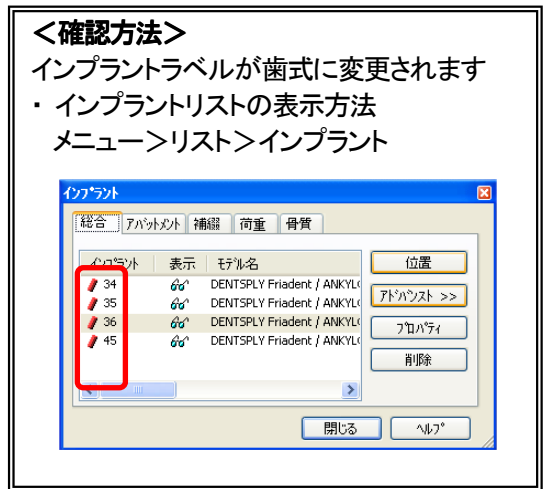 ＜確認方法＞
インプラントラベルが歯式に変更されます
・ インプラントリストの表示方法
メニュー＞リスト＞インプラント
インプラント
総合 アバットメント 補綴 荷重 骨質
インプラント 表示 モデル名
34 DENTSPLY Friadent / ANKYL
35 DENTSPLY Friadent / ANKYL
36 DENTSPLY Friadent / ANKYL
45 DENTSPLY Friadent / ANKYL
位置
アドバンスト >>
プロパティ
削除
閉じる ヘルプ